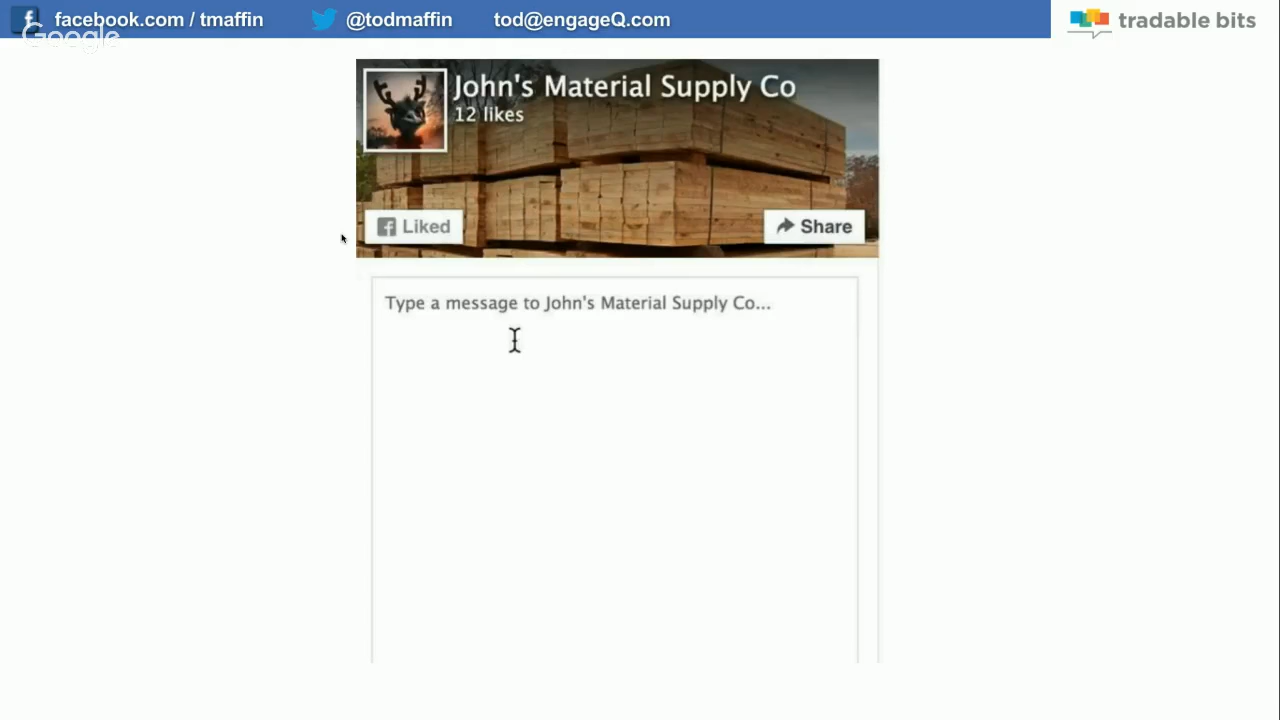 facebook.com / tmaffin @todmaffin tod@engageQ.com tradable bits
Google
John's Material Supply Co
12 likes
Liked Share
Type a message to John's Material Supply Co...